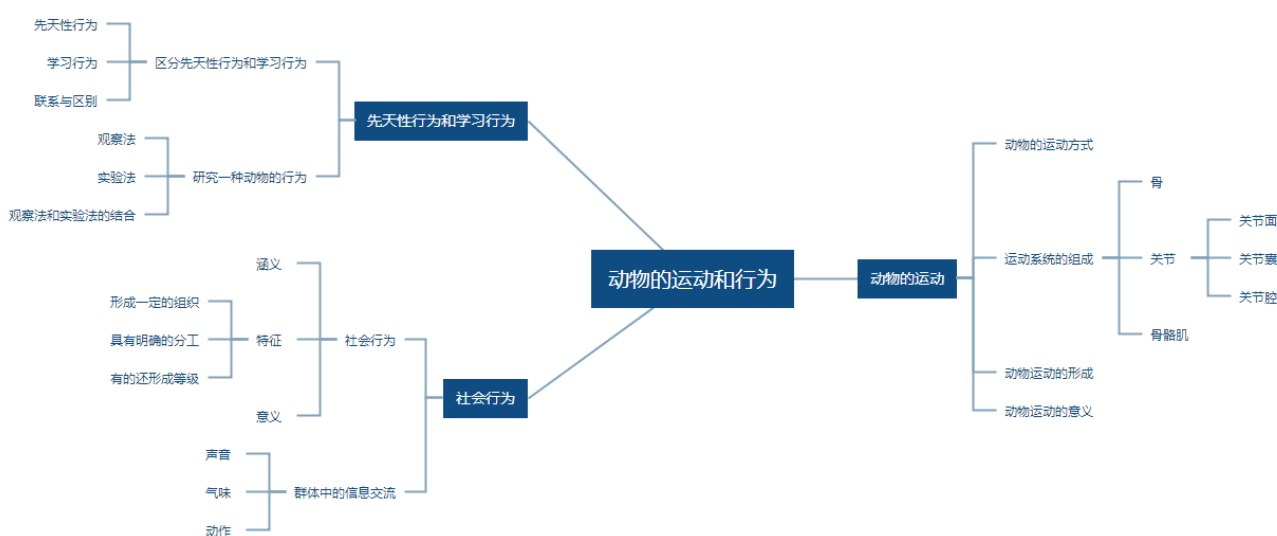 动物的运动和行为
动物的运动
动物的运动方式
运动系统的组成
骨
关节
关节面
关节囊
关节腔
骨骼肌
动物运动的形成
动物运动的意义
先天性行为和学习行为
区分先天性行为和学习行为
先天性行为
学习行为
联系与区别
研究一种动物的行为
观察法
实验法
观察法和实验法的结合
社会行为
社会行为
涵义
特征
形成一定的组织
具有明确的分工
有的还形成等级
意义
群体中的信息交流
声音
气味
动作